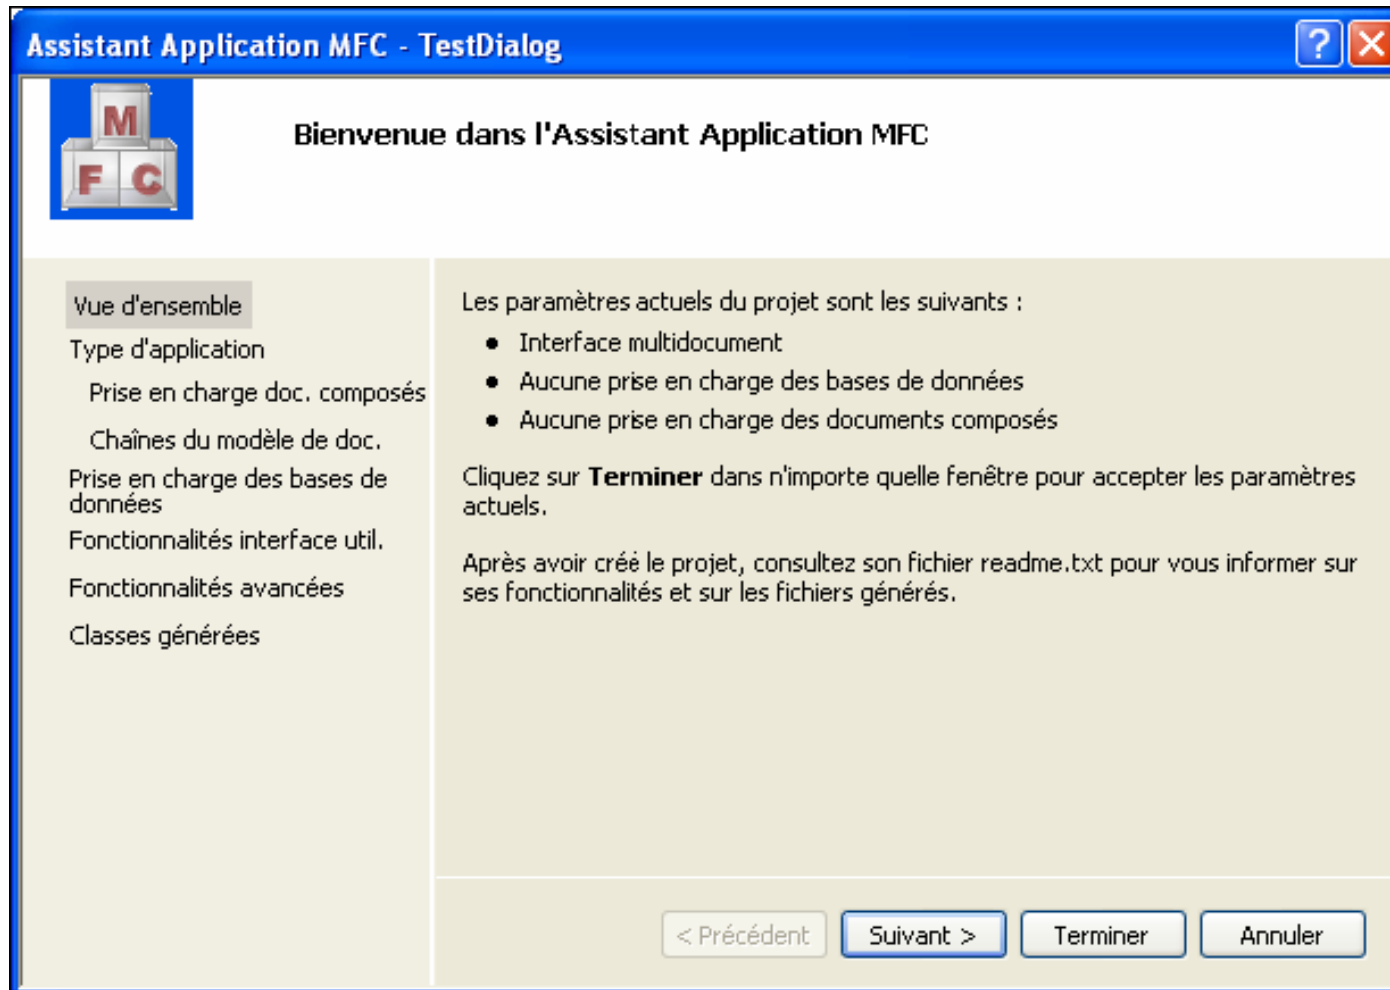 Assistant Application MFC - TestDialog
?
M
F C
Bienvenue dans l'Assistant Application MFC
Vue d'ensemble
Type d'application
Prise en charge doc. composés
Chaînes du modèle de doc.
Prise en charge des bases de
données
Fonctionnalités interface util.
Fonctionnalités avancées
Classes générées
Les paramètres actuels du projet sont les suivants :
• Interface multidocument
• Aucune prise en charge des bases de données
• Aucune prise en charge des documents composés
Cliquez sur Terminer dans n'importe quelle fenêtre pour accepter les paramètres
actuels.
Après avoir créé le projet, consultez son fichier readme.txt pour vous informer sur
ses fonctionnalités et sur les fichiers générés.
< Précédent
Suivant >
Terminer
Annuler